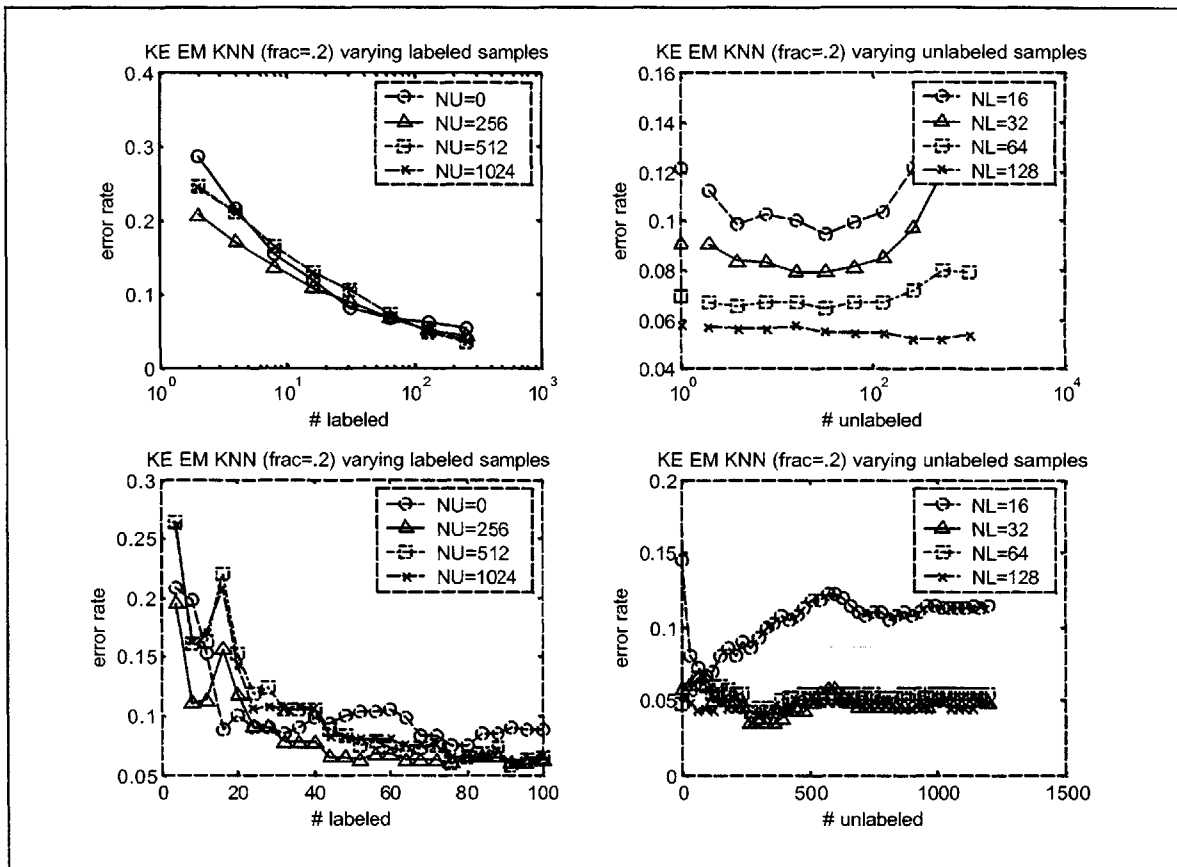 KE EM KNN (frac=.2) varying labeled samples
0.4
0.3
0.2
0.1
0
error rate
10^0
10^1
10^2
10^3
# labeled
NU=0
NU=256
NU=512
NU=1024
KE EM KNN (frac=.2) varying unlabeled samples
0.16
0.14
0.12
0.1
0.08
0.06
0.04
error rate
10^0
10^2
10^4
# unlabeled
NL=16
NL=32
NL=64
NL=128
KE EM KNN (frac=.2) varying labeled samples
0.3
0.25
0.2
0.15
0.1
0.05
error rate
0
20
40
60
80
100
# labeled
NU=0
NU=256
NU=512
NU=1024
KE EM KNN (frac=.2) varying unlabeled samples
0.2
0.15
0.1
0.05
0
error rate
0
500
1000
1500
# unlabeled
NL=16
NL=32
NL=64
NL=128